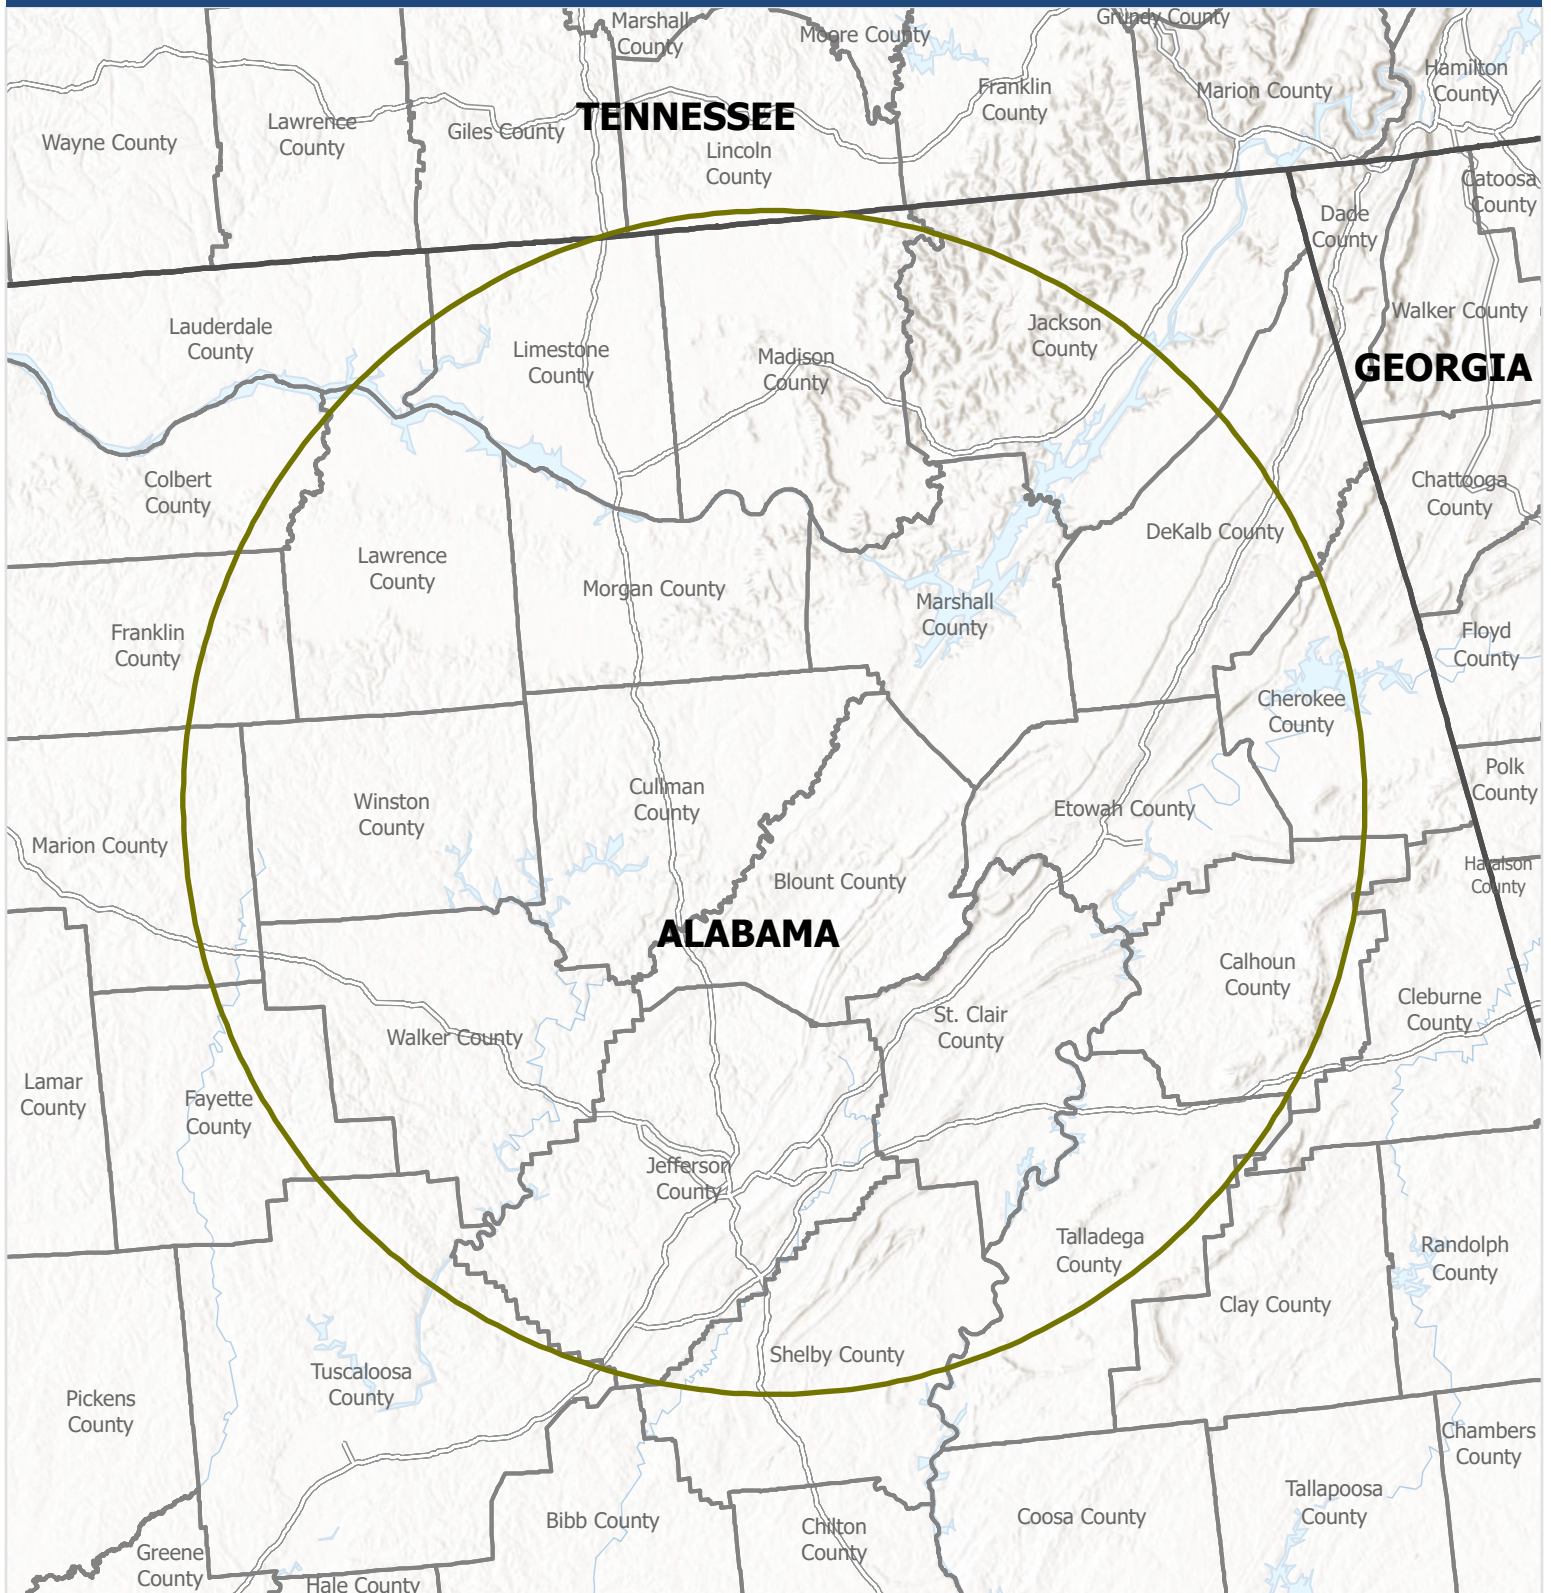 Marshall
County
Moore County
Grundy County
Hamilton
County
Franklin
County
Marion County
TENNESSEE
Wayne County
Lawrence
County
Giles County
Lincoln
County
Catoosa
County
Dade
County
Lauderdale
County
Limestone
County
Madison
County
Jackson
County
Walker County
GEORGIA
Colbert
County
Chattooga
County
Lawrence
County
Morgan County
Marshall
County
DeKalb County
Franklin
County
Floyd
County
Cherokee
County
Winston
County
Cullman
County
Etowah County
Polk
County
Marion County
Blount County
Haralson
County
ALABAMA
Calhoun
County
Cleburne
County
Walker County
St. Clair
County
Lamar
County
Fayette
County
Jefferson
County
Talladega
County
Randolph
County
Clay County
Shelby County
Tuscaloosa
County
Pickens
County
Chambers
County
Tallapoosa
County
Bibb County
Chilton
County
Coosa County
Greene
County
Hale County